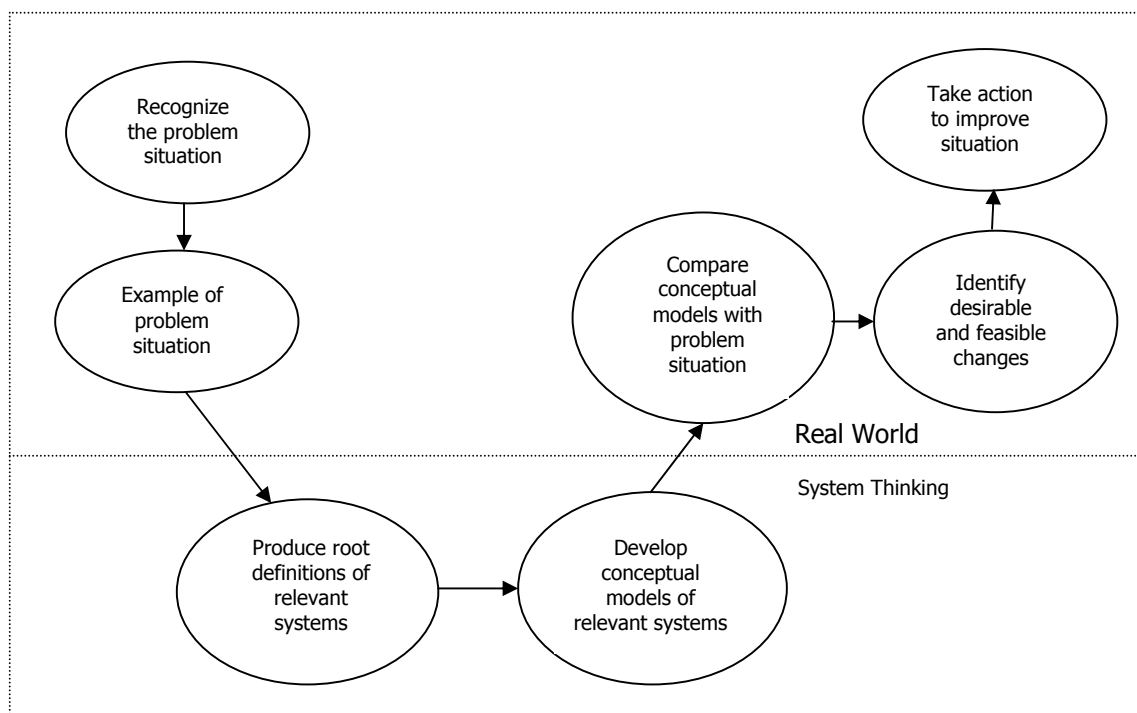 Recognize
the problem
situation
Example of
problem
situation
Produce root
definitions of
relevant
systems
Develop
conceptual
models of
relevant systems
Compare
conceptual
models with
problem
situation
Identify
desirable
and feasible
changes
Take action
to improve
situation
Real World
System Thinking